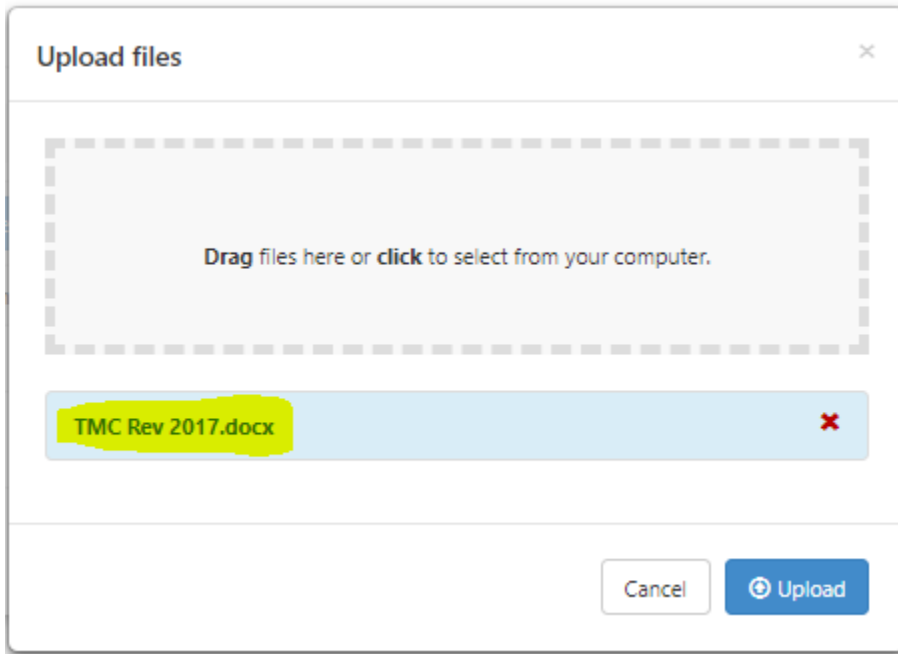 Upload files
Drag files here or click to select from your computer.
TMC Rev 2017.docx
Cancel
Upload